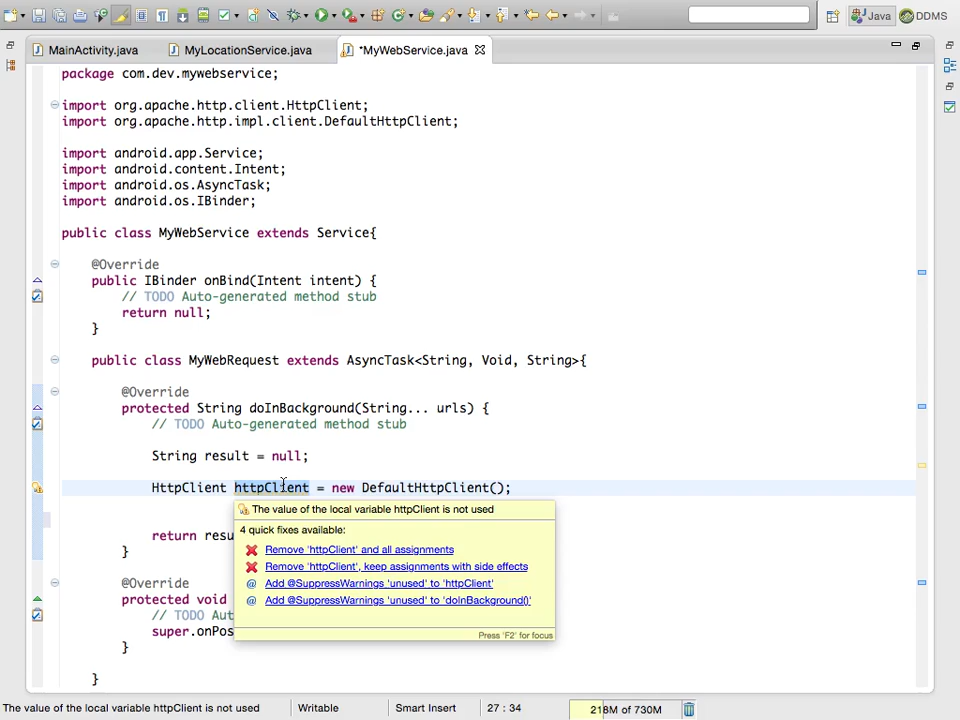 Java
DDMS
MainActivity.java
MyLocationService.java
*MyWebService.java
package com.dev.mywebservice;
import org.apache.http.client.HttpClient;
import org.apache.http.impl.client.DefaultHttpClient;
import android.app.Service;
import android.content.Intent;
import android.os.AsyncTask;
import android.os.IBinder;
public class MyWebService extends Service{
@Override
public IBinder onBind(Intent intent) {
// TODO Auto-generated method stub
return null;
}
public class MyWebRequest extends AsyncTask<String, Void, String>{
@Override
protected String doInBackground(String... urls) {
// TODO Auto-generated method stub
String result = null;
HttpClient httpClient = new DefaultHttpClient();
The value of the local variable httpClient is not used
4 quick fixes available:
Remove 'httpClient' and all assignments
Remove 'httpClient', keep assignments with side effects
Add @SuppressWarnings 'unused' to 'httpClient'
Add @SuppressWarnings 'unused' to 'doInBackground()'
Press 'F2' for focus
return resu
}
@Override
protected void
// TODO Aut
super.onPos
}
}
The value of the local variable httpClient is not used
Writable
Smart Insert
27 : 34
218M of 730M